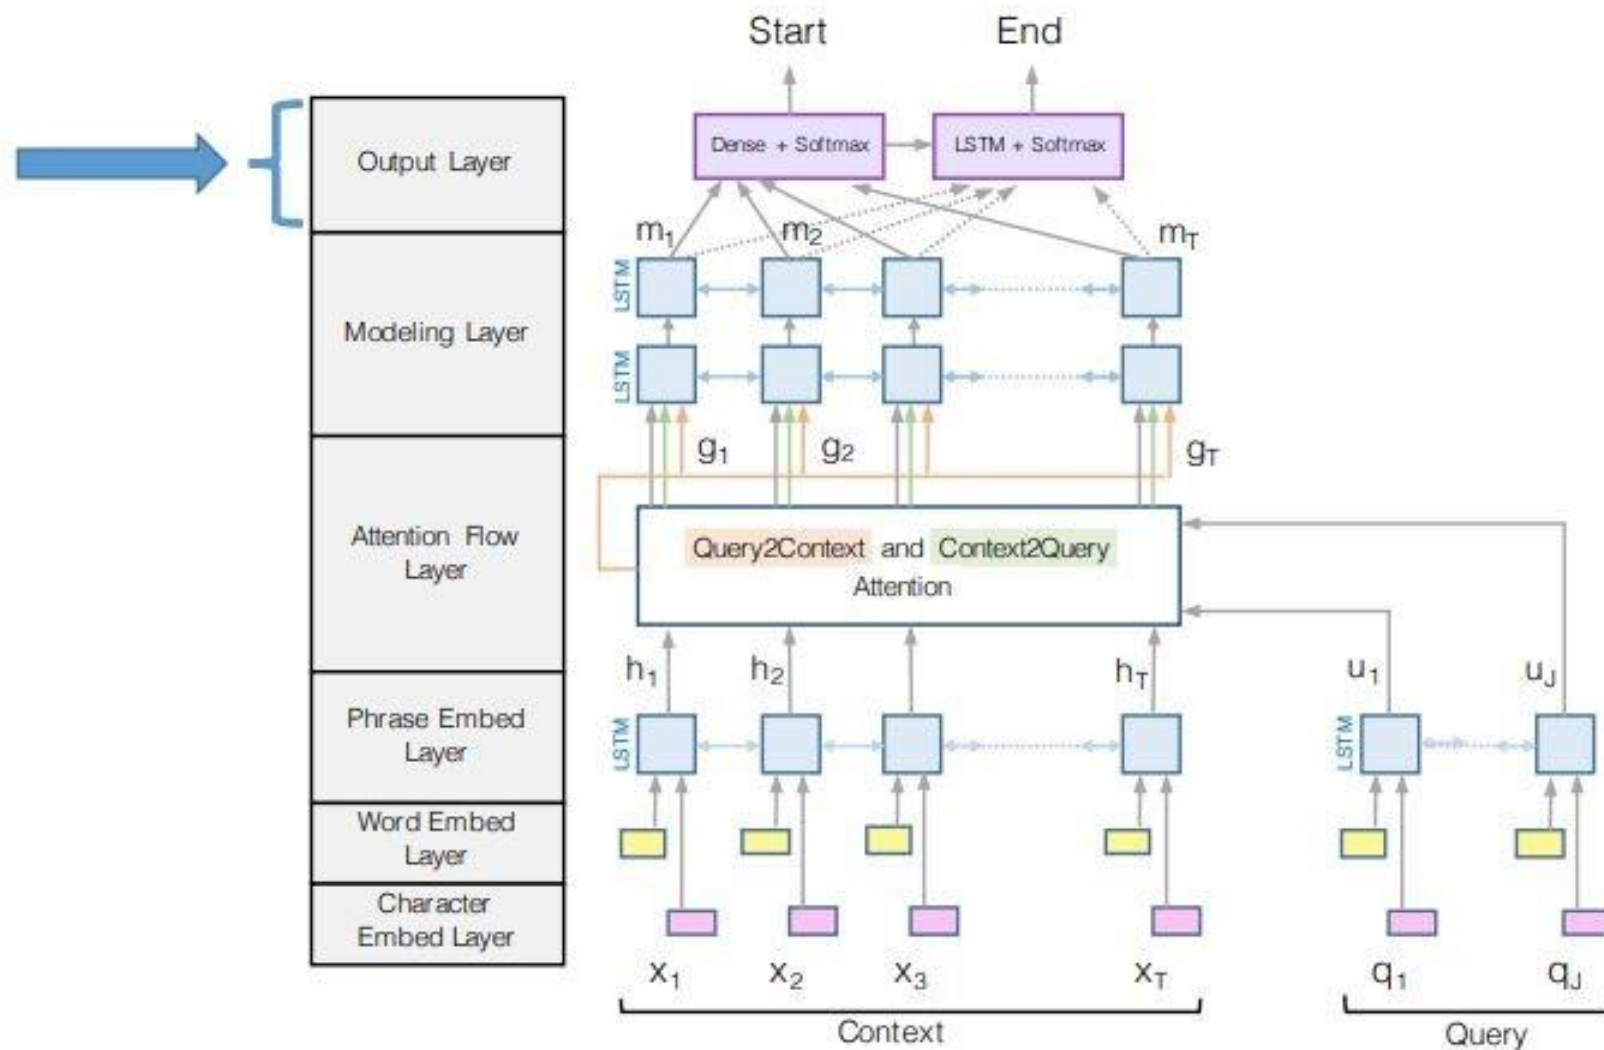 Start End
Output Layer
Dense + Softmax LSTM + Softmax
m1 m2 mT
LSTM
Modeling Layer
LSTM
g1 g2 gT
Attention Flow
Layer
Query2Context and Context2Query
Attention
h1 h2 hT u1 uJ
Phrase Embed
Layer
LSTM LSTM
Word Embed
Layer
Character
Embed Layer
x1 x2 x3 xT q1 qJ
Context Query